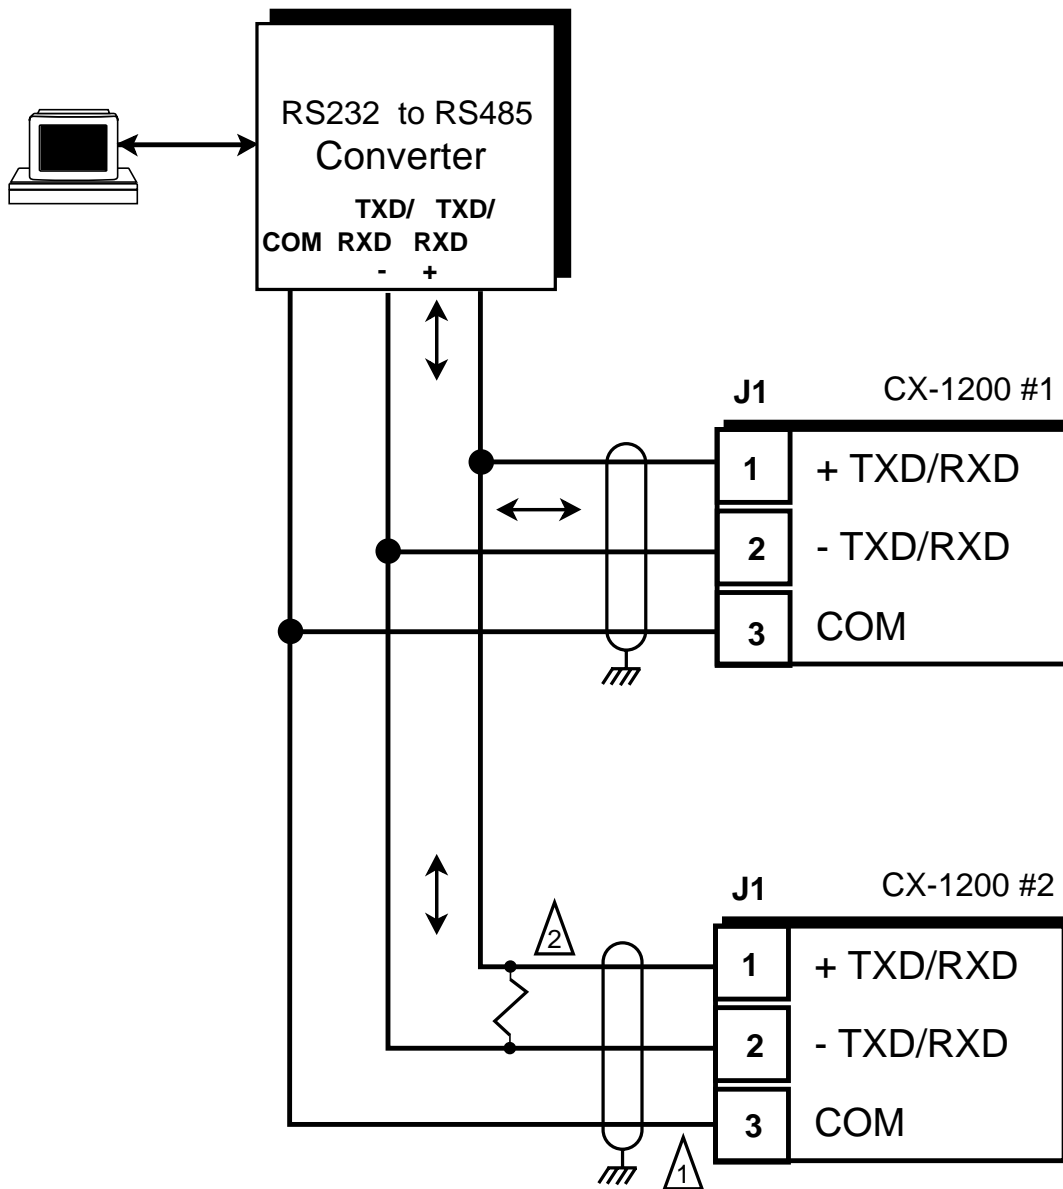 RS232 to RS485
Converter
TXD/ TXD/
COM RXD RXD
- +
J1 CX-1200 #1
1 + TXD/RXD
2 - TXD/RXD
3 COM
J1 CX-1200 #2
2
1 + TXD/RXD
2 - TXD/RXD
3 COM
1